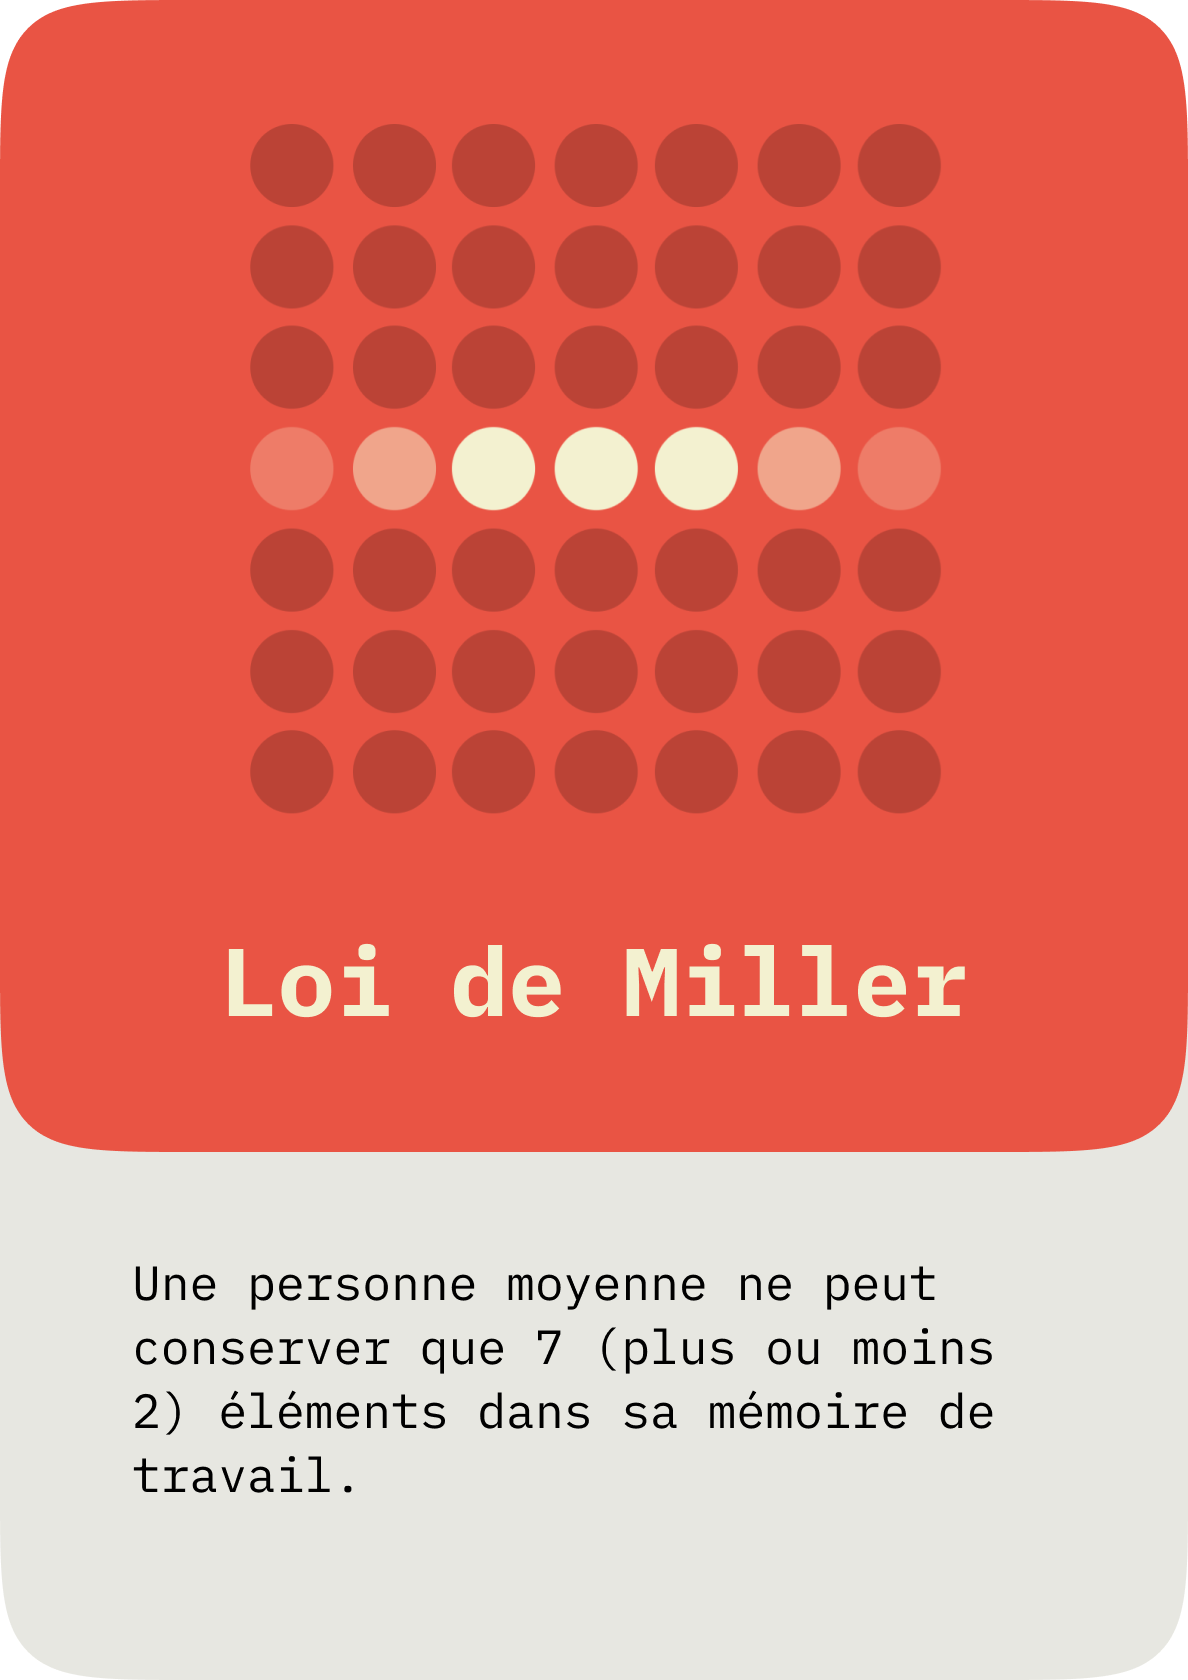 Loi de Miller
Une personne moyenne ne peut
conserver que 7 (plus ou moins
2) éléments dans sa mémoire de
travail.